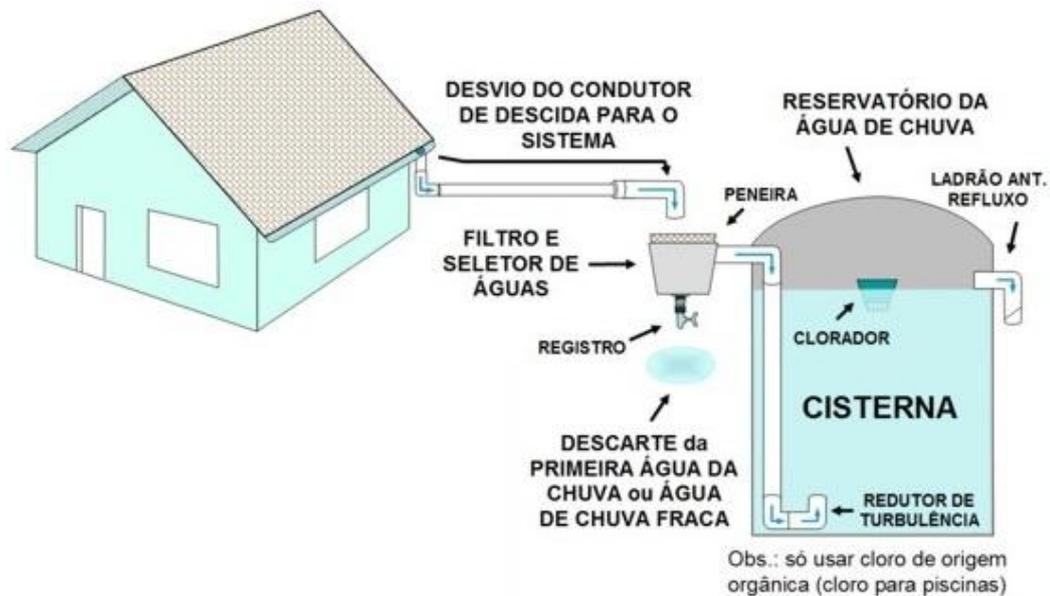 DESVIO DO CONDUTOR
DE DESCIDA PARA O
SISTEMA
RESERVATÓRIO DA
ÁGUA DE CHUVA
LADRÃO ANT.
REFLUXO
PENEIRA
FILTRO E
SELETOR DE
ÁGUAS
REGISTRO
CLORADOR
CISTERNA
DESCARTE da
PRIMEIRA ÁGUA DA
CHUVA ou ÁGUA
DE CHUVA FRACA
REDUTOR DE
TURBULÊNCIA
Obs.: só usar cloro de origem
orgânica (cloro para piscinas)